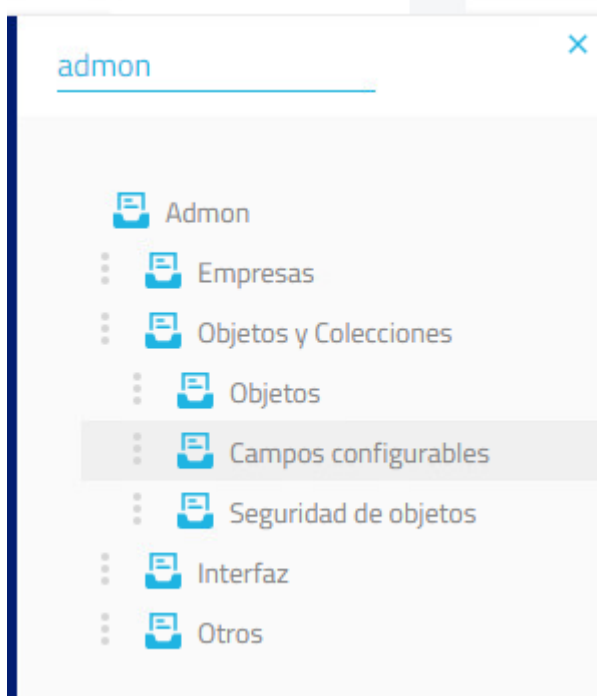 admon
Admon
Empresas
Objetos y Colecciones
Objetos
Campos configurables
Seguridad de objetos
Interfaz
Otros